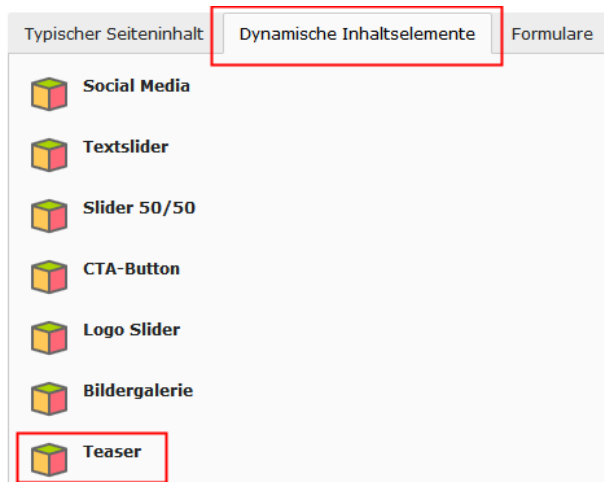 Typischer Seiteninhalt Dynamische Inhaltselemente Formulare
Social Media
Textslider
Slider 50/50
CTA-Button
Logo Slider
Bildergalerie
Teaser